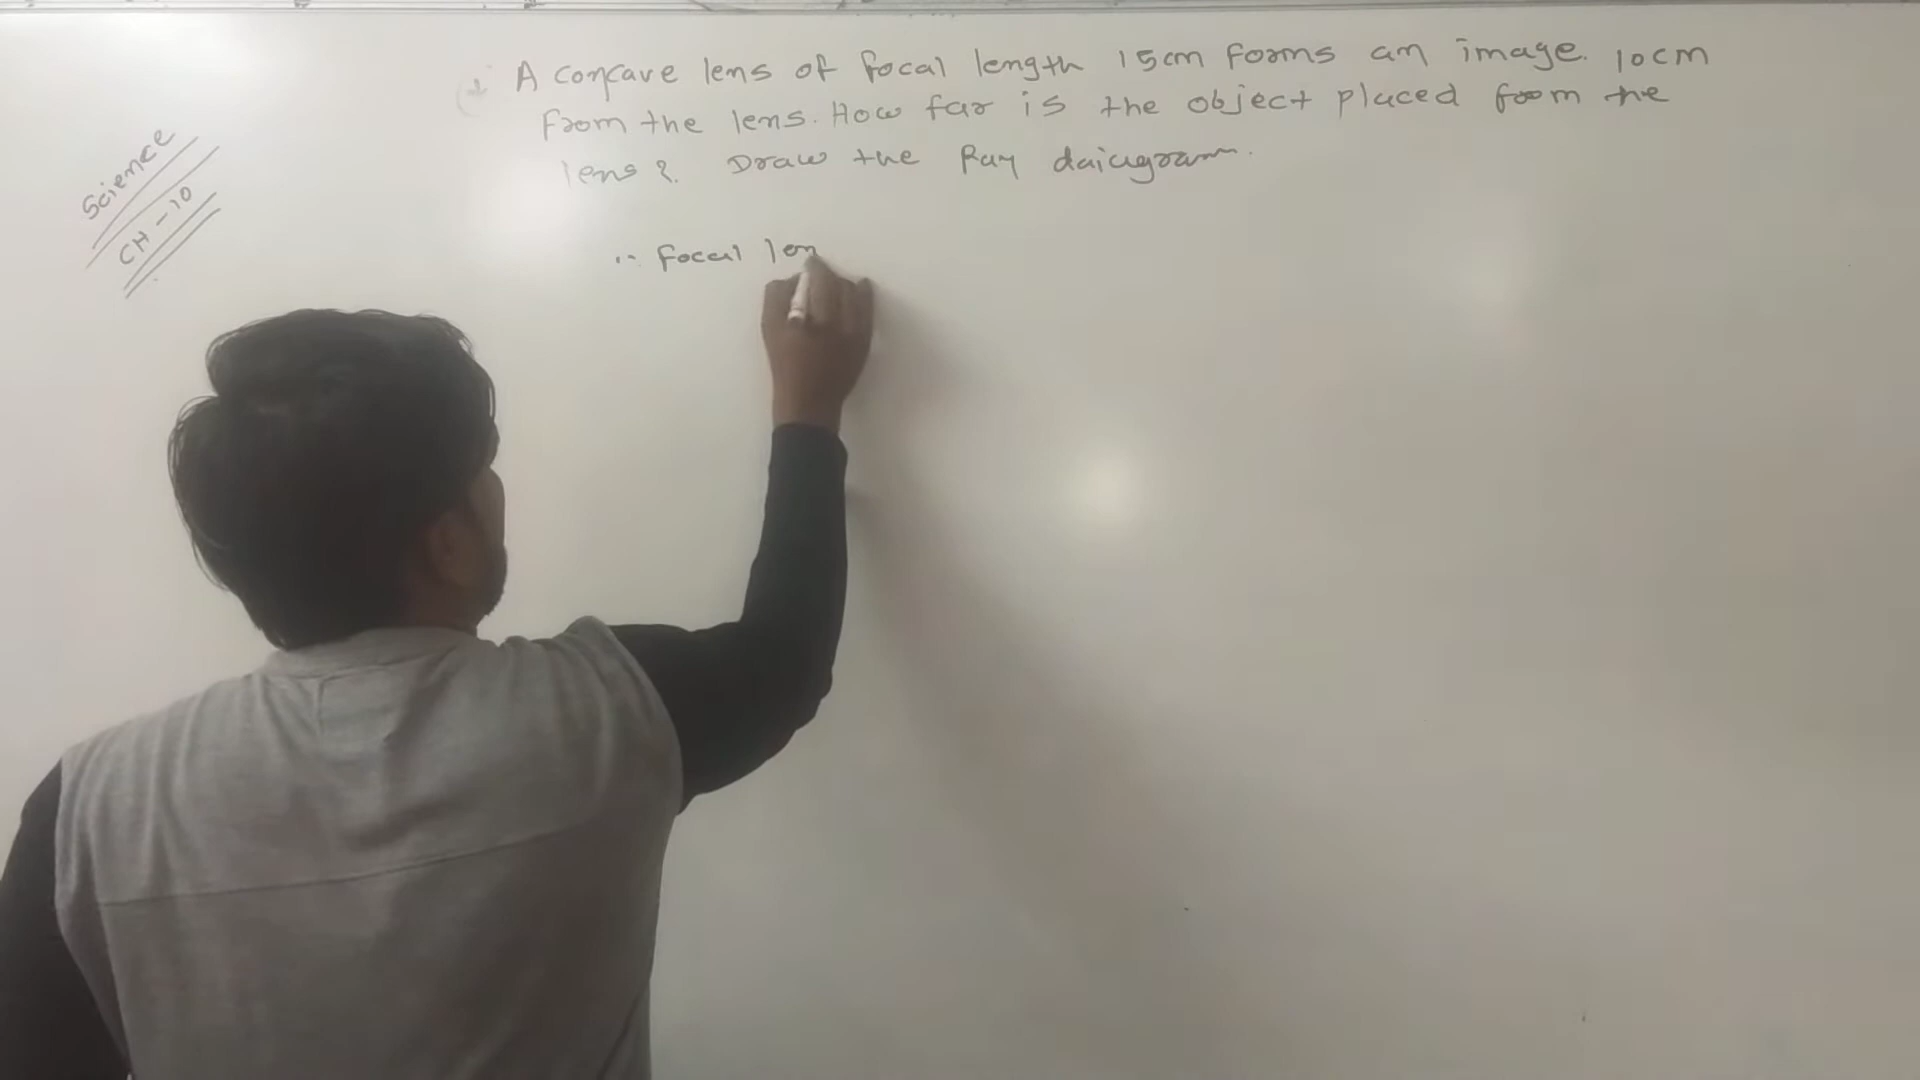 Science
CH - 10
A concave lens of focal length 15cm forms an image. 10cm
from the lens. How far is the object placed from the
lens?. Draw the Ray daiagram.
∴ focal len